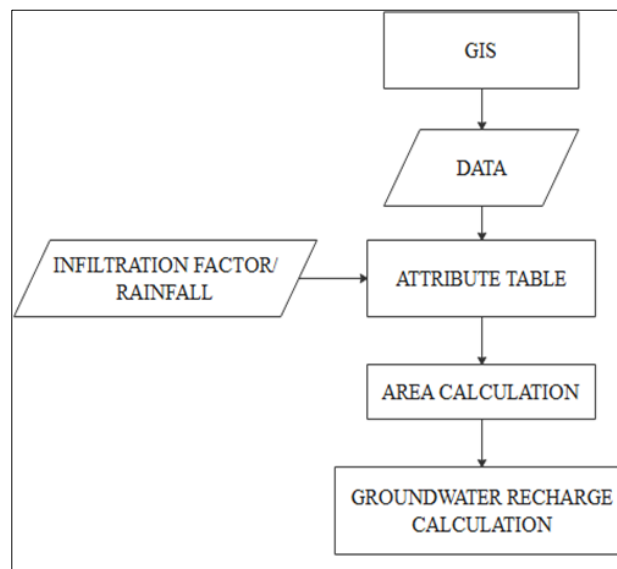 GIS
DATA
INFILTRATION FACTOR/
RAINFALL
ATTRIBUTE TABLE
AREA CALCULATION
GROUNDWATER RECHARGE
CALCULATION